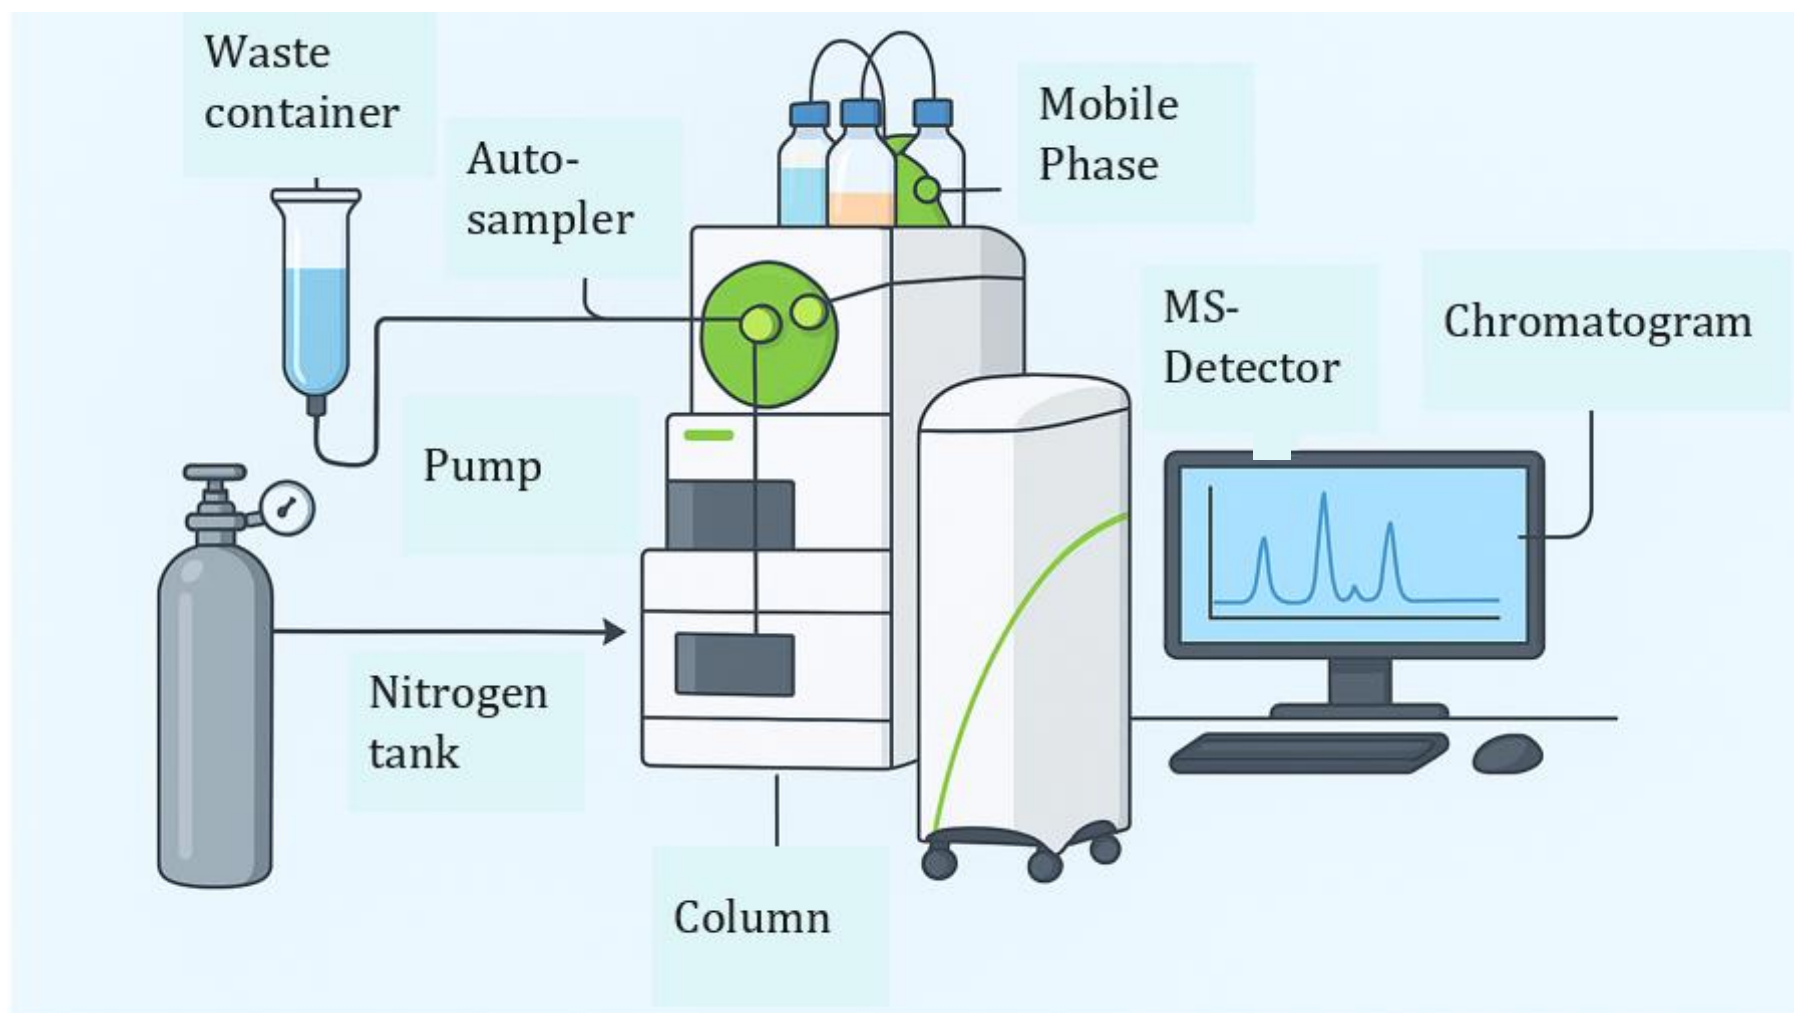 Waste
container
Auto-
sampler
Mobile
Phase
MS-
Detector
Chromatogram
Pump
Nitrogen
tank
Column